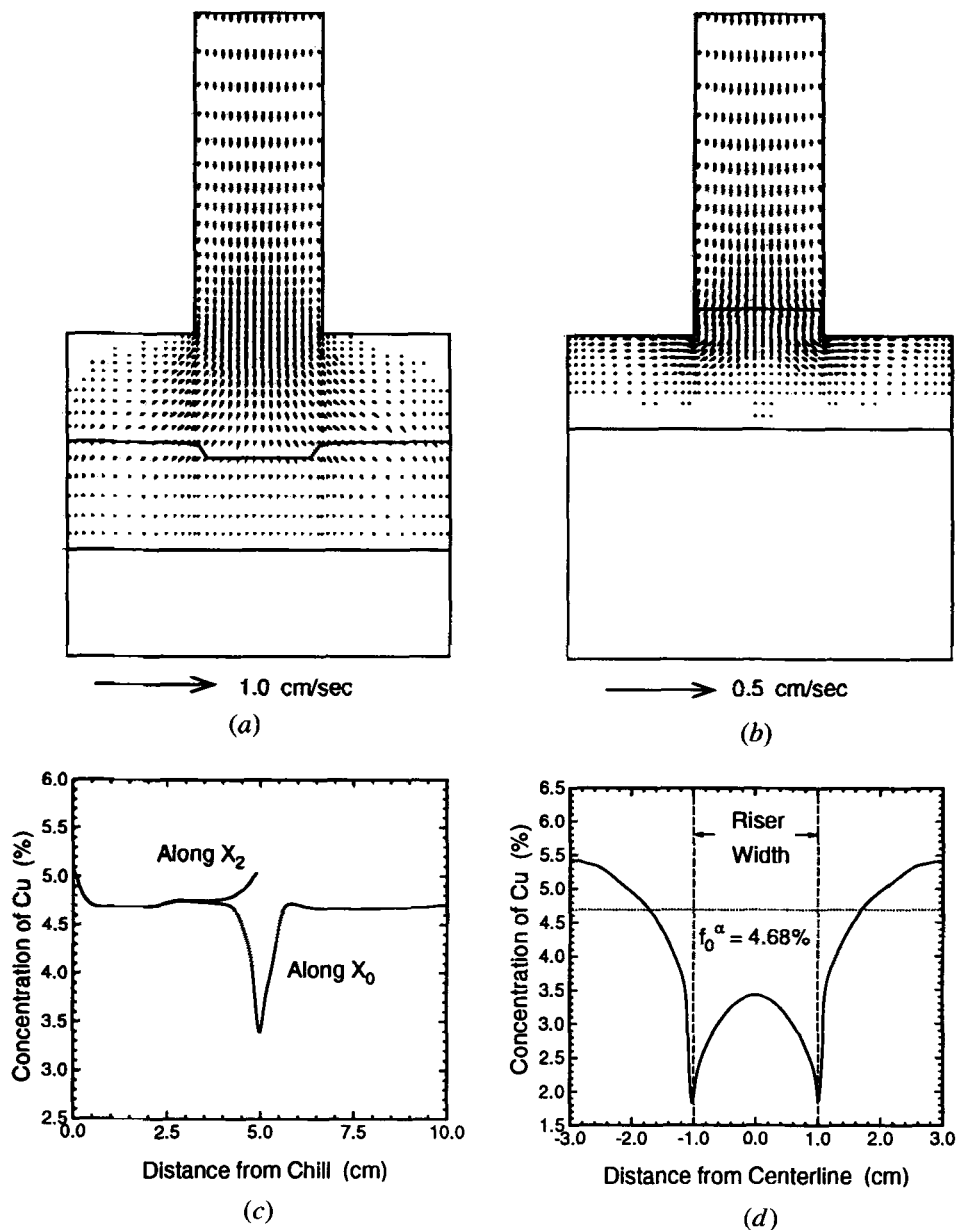 1.0 cm/sec
(a)
0.5 cm/sec
(b)
Concentration of Cu (%)
6.0
5.5
5.0
4.5
4.0
3.5
3.0
2.5
0.0
2.5
5.0
7.5
10.0
Along X₂
Along X₀
Distance from Chill (cm)
(c)
Concentration of Cu (%)
6.5
6.0
5.5
5.0
4.5
4.0
3.5
3.0
2.5
2.0
1.5
-3.0
-2.0
-1.0
0.0
1.0
2.0
3.0
Riser
Width
f₀^α = 4.68%
Distance from Centerline (cm)
(d)